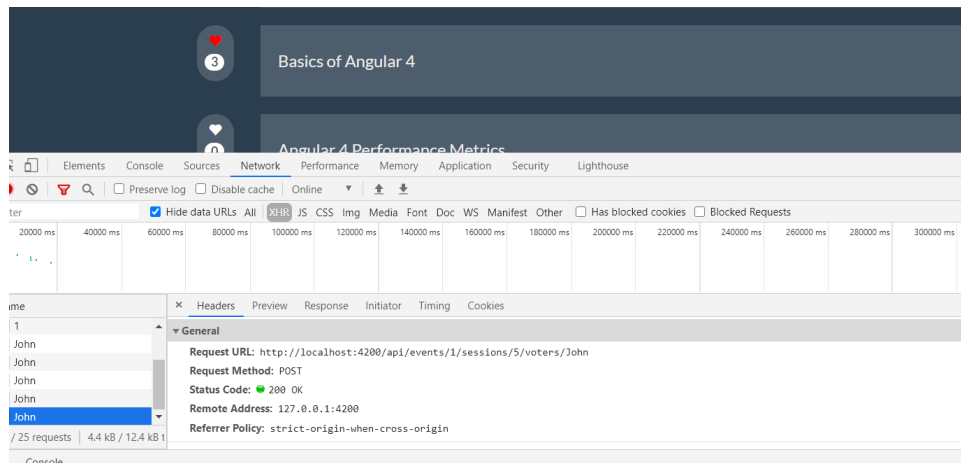 3
Basics of Angular 4
0
Angular 4 Performance Metrics
Elements Console Sources Network Performance Memory Application Security Lighthouse
Preserve log Disable cache Online
Hide data URLs All XHR JS CSS Img Media Font Doc WS Manifest Other Has blocked cookies Blocked Requests
20000 ms 40000 ms 60000 ms 80000 ms 100000 ms 120000 ms 140000 ms 160000 ms 180000 ms 200000 ms 220000 ms 240000 ms 260000 ms 280000 ms 300000 ms
ame × Headers Preview Response Initiator Timing Cookies
1
John
John
John
John
John
/ 25 requests 4.4 kB / 12.4 kB t
General
Request URL: http://localhost:4200/api/events/1/sessions/5/voters/John
Request Method: POST
Status Code: 200 OK
Remote Address: 127.0.0.1:4200
Referrer Policy: strict-origin-when-cross-origin
Console